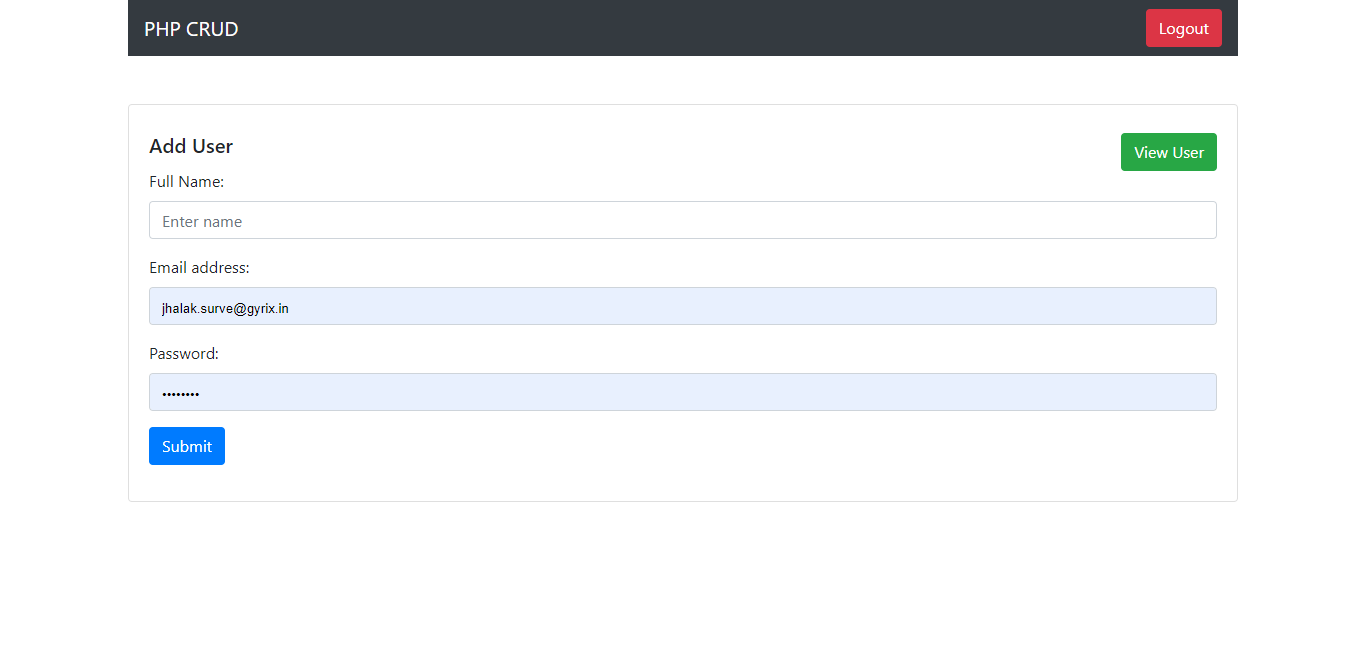 PHP CRUD
Logout
Add User
View User
Full Name:
Enter name
Email address:
jhalak.surve@gyrix.in
Password:
••••••••
Submit